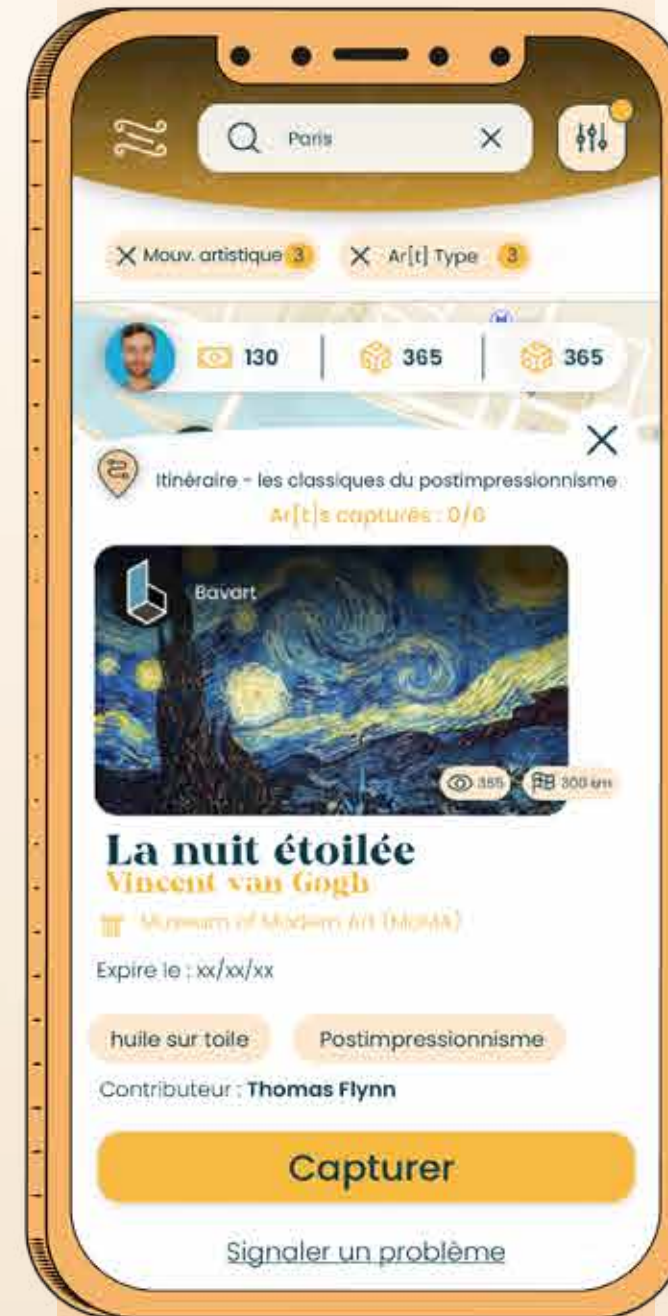 Paris
Mouv. artistique 3
Ar[t] Type 3
130
365
365
Itinéraire - les classiques du postimpressionnisme
Ar[t]s capturés : 0/6
Bavart
365
300 km
La nuit étoilée
Vincent van Gogh
Museum of Modern Art (MoMA)
Expire le : xx/xx/xx
huile sur toile
Postimpressionnisme
Contributeur : Thomas Flynn
Capturer
Signaler un problème